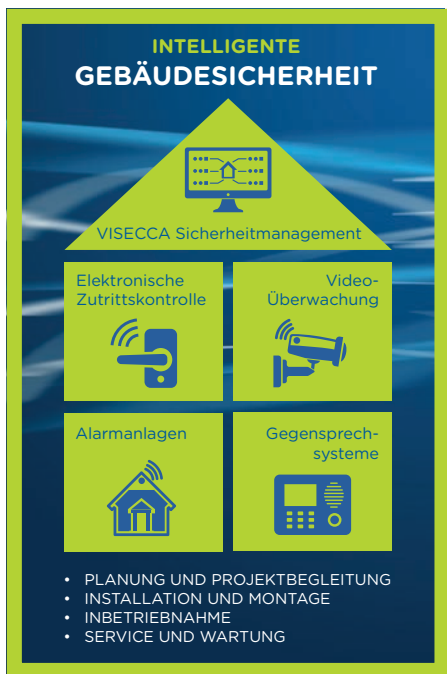 INTELLIGENTE
GEBÄUDESICHERHEIT
VISECCA Sicherheitmanagement
Elektronische
Zutrittskontrolle
Video-
Überwachung
Alarmanlagen
Gegensprech-
systeme
• PLANUNG UND PROJEKTBEGLEITUNG
• INSTALLATION UND MONTAGE
• INBETRIEBNAHME
• SERVICE UND WARTUNG